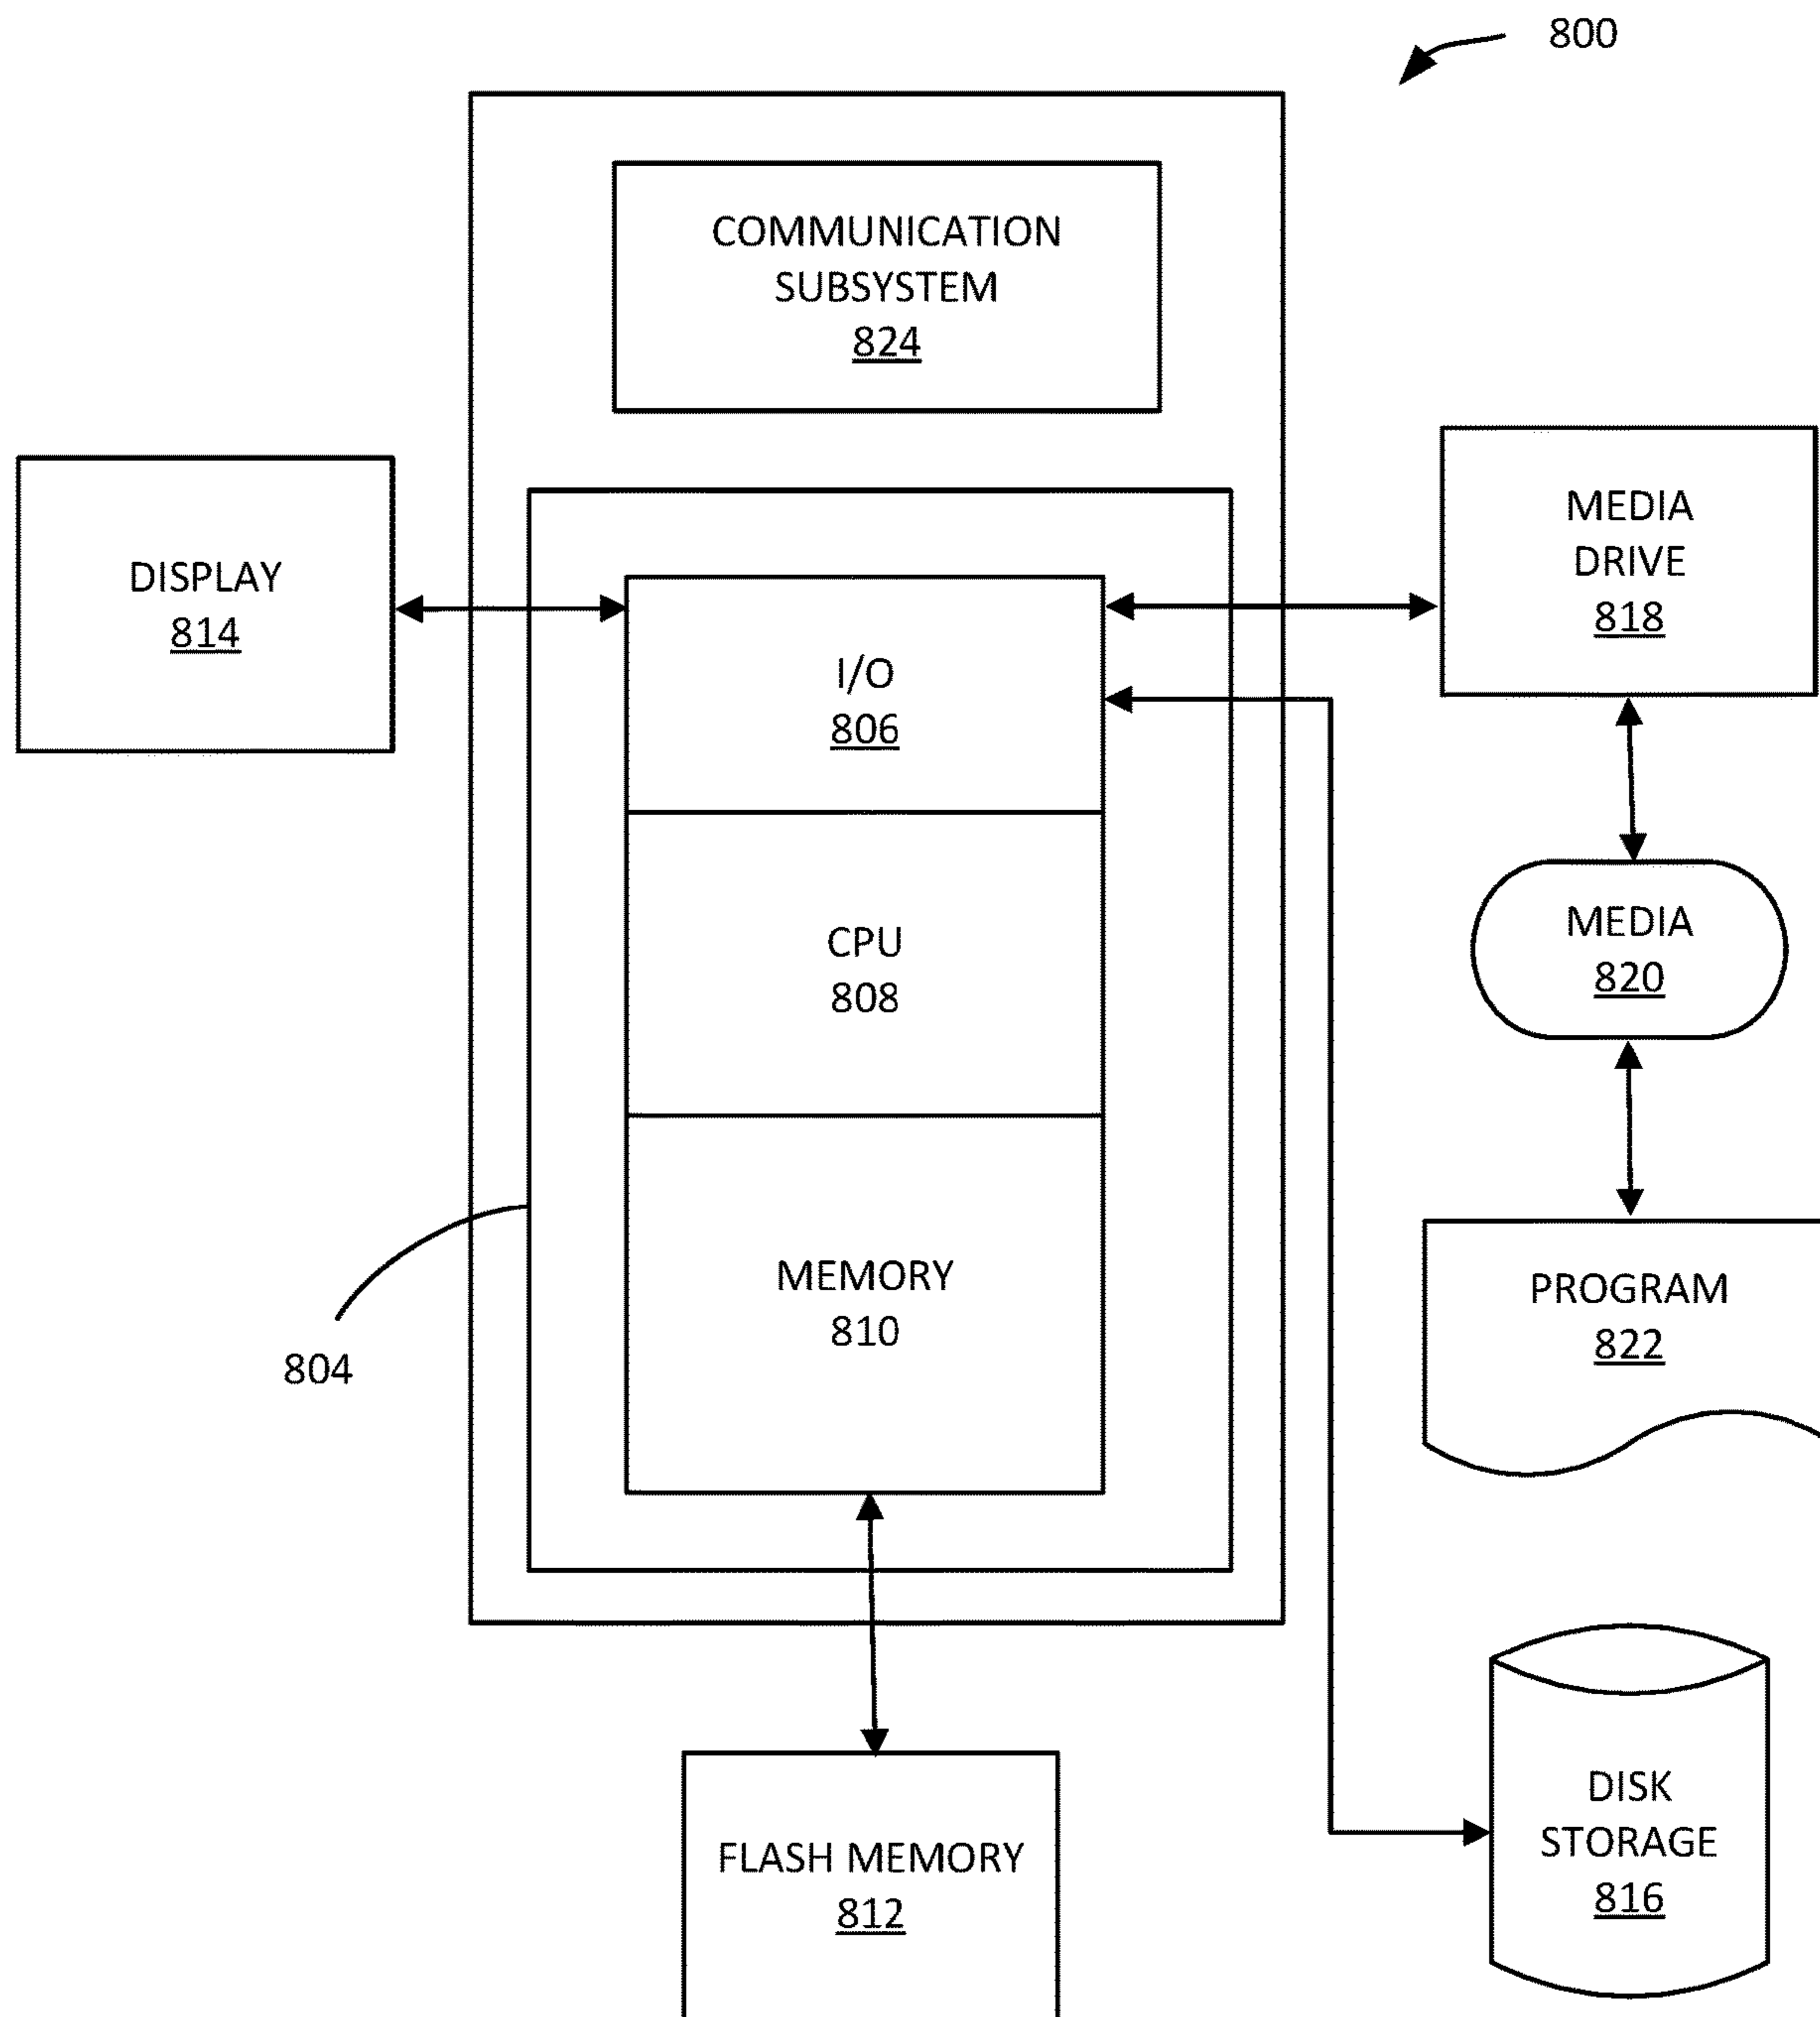 800
COMMUNICATION
SUBSYSTEM
824
DISPLAY
814
MEDIA
DRIVE
818
I/O
806
CPU
808
MEDIA
820
MEMORY
810
PROGRAM
822
804
FLASH MEMORY
812
DISK
STORAGE
816